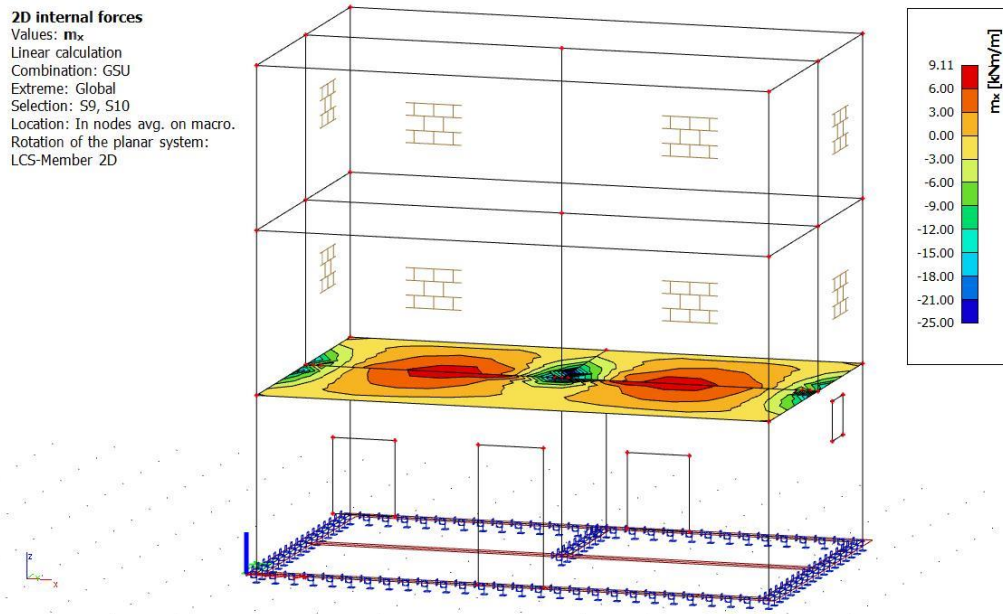 2D internal forces
Values: mx
Linear calculation
Combination: GSU
Extreme: Global
Selection: S9, S10
Location: In nodes avg. on macro.
Rotation of the planar system:
LCS-Member 2D
mx [kNm/m]
9.11
6.00
3.00
0.00
-3.00
-6.00
-9.00
-12.00
-15.00
-18.00
-21.00
-25.00
z
x